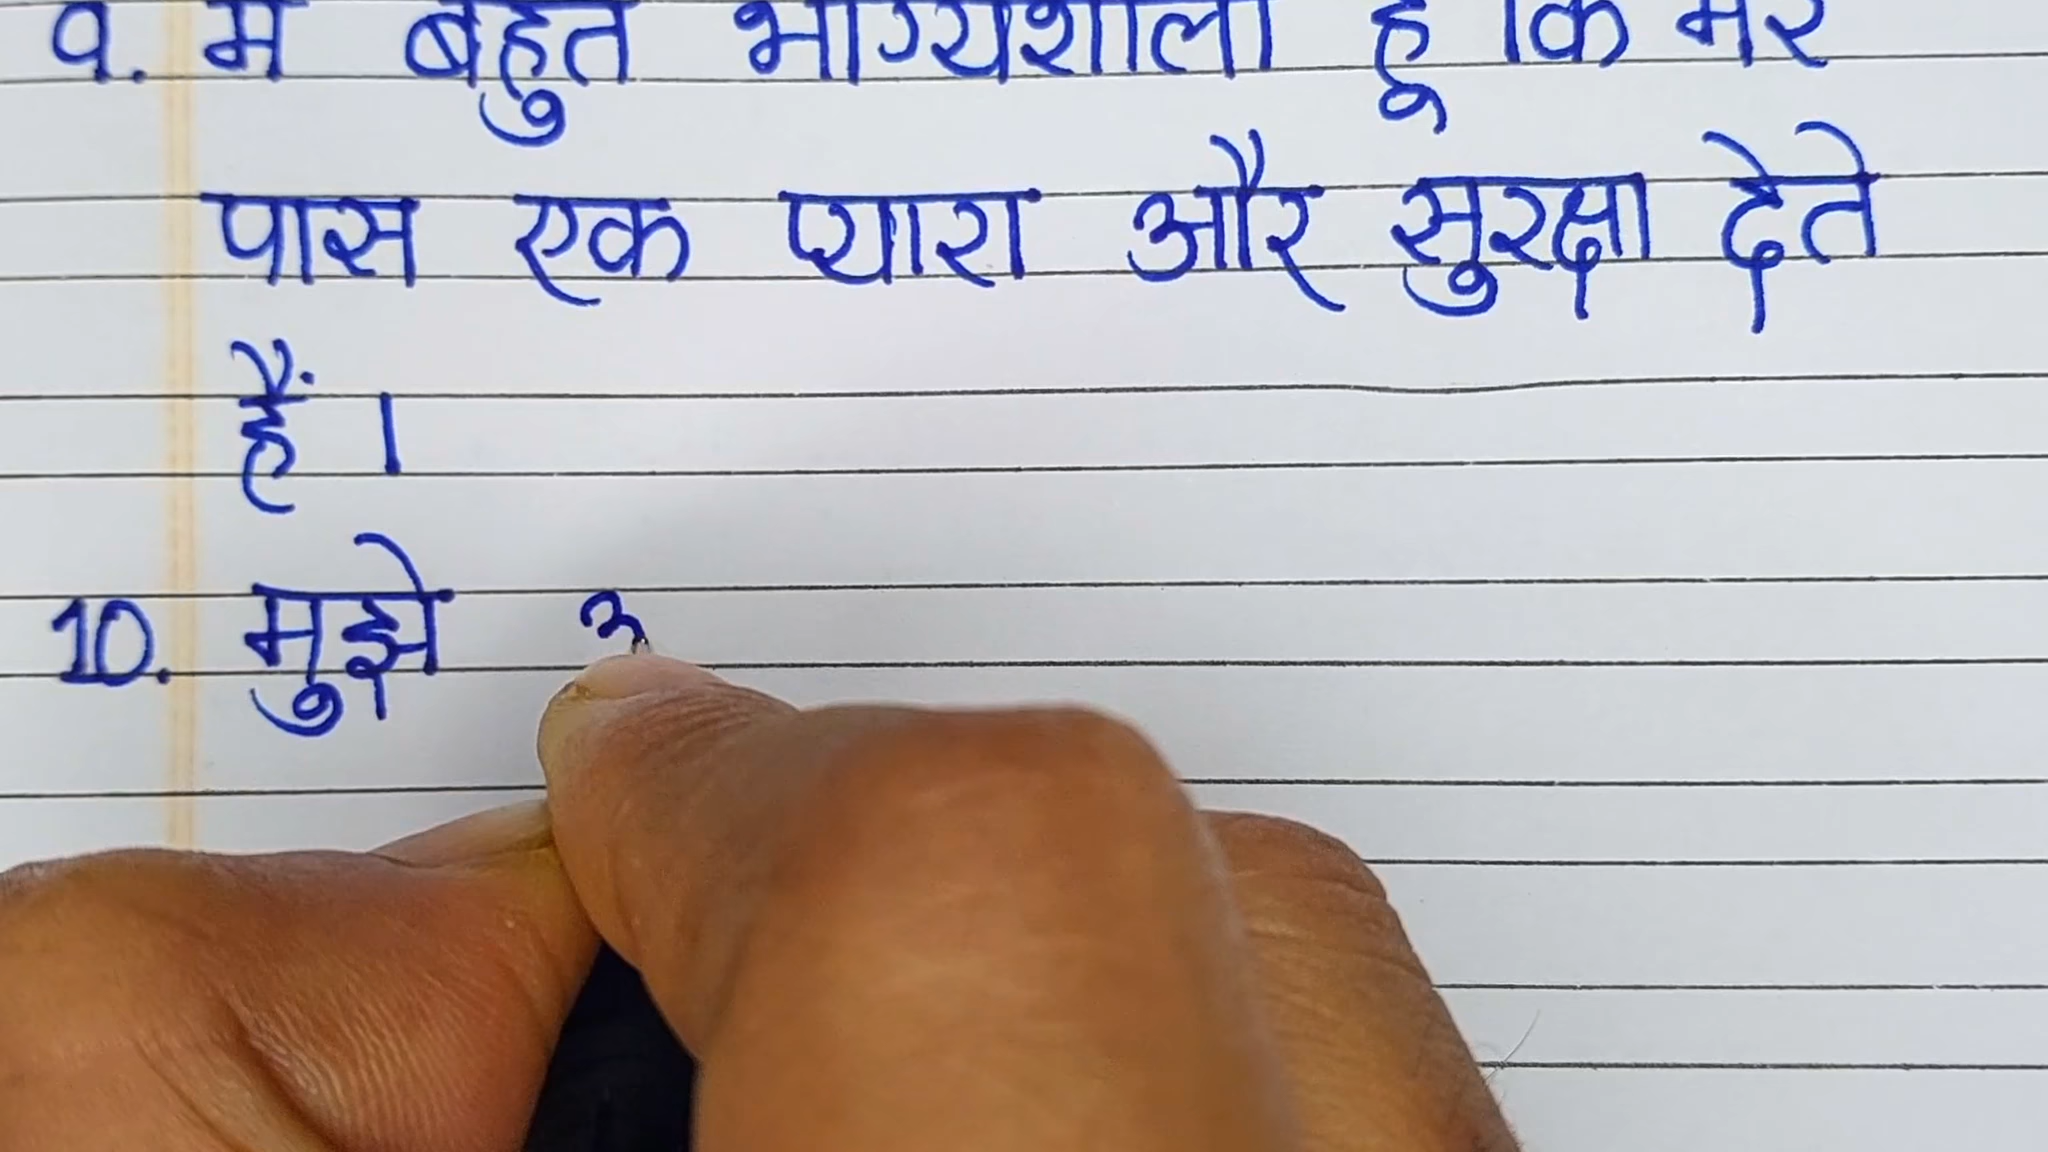 9. मैं बहुत भाग्यशाली हूँ कि मेरे
पास एक प्यारा और सुरक्षा देते
हैं ।
10. मुझे